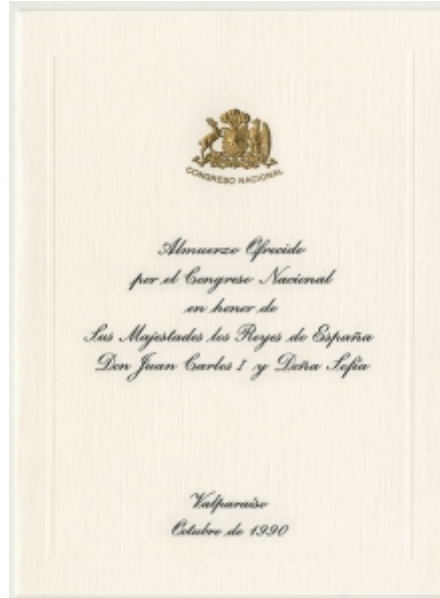 CONGRESO NACIONAL
Almuerzo Ofrecido
por el Congreso Nacional
en honor de
Sus Majestades los Reyes de España
Don Juan Carlos I y Doña Sofía
Valparaíso
Octubre de 1990